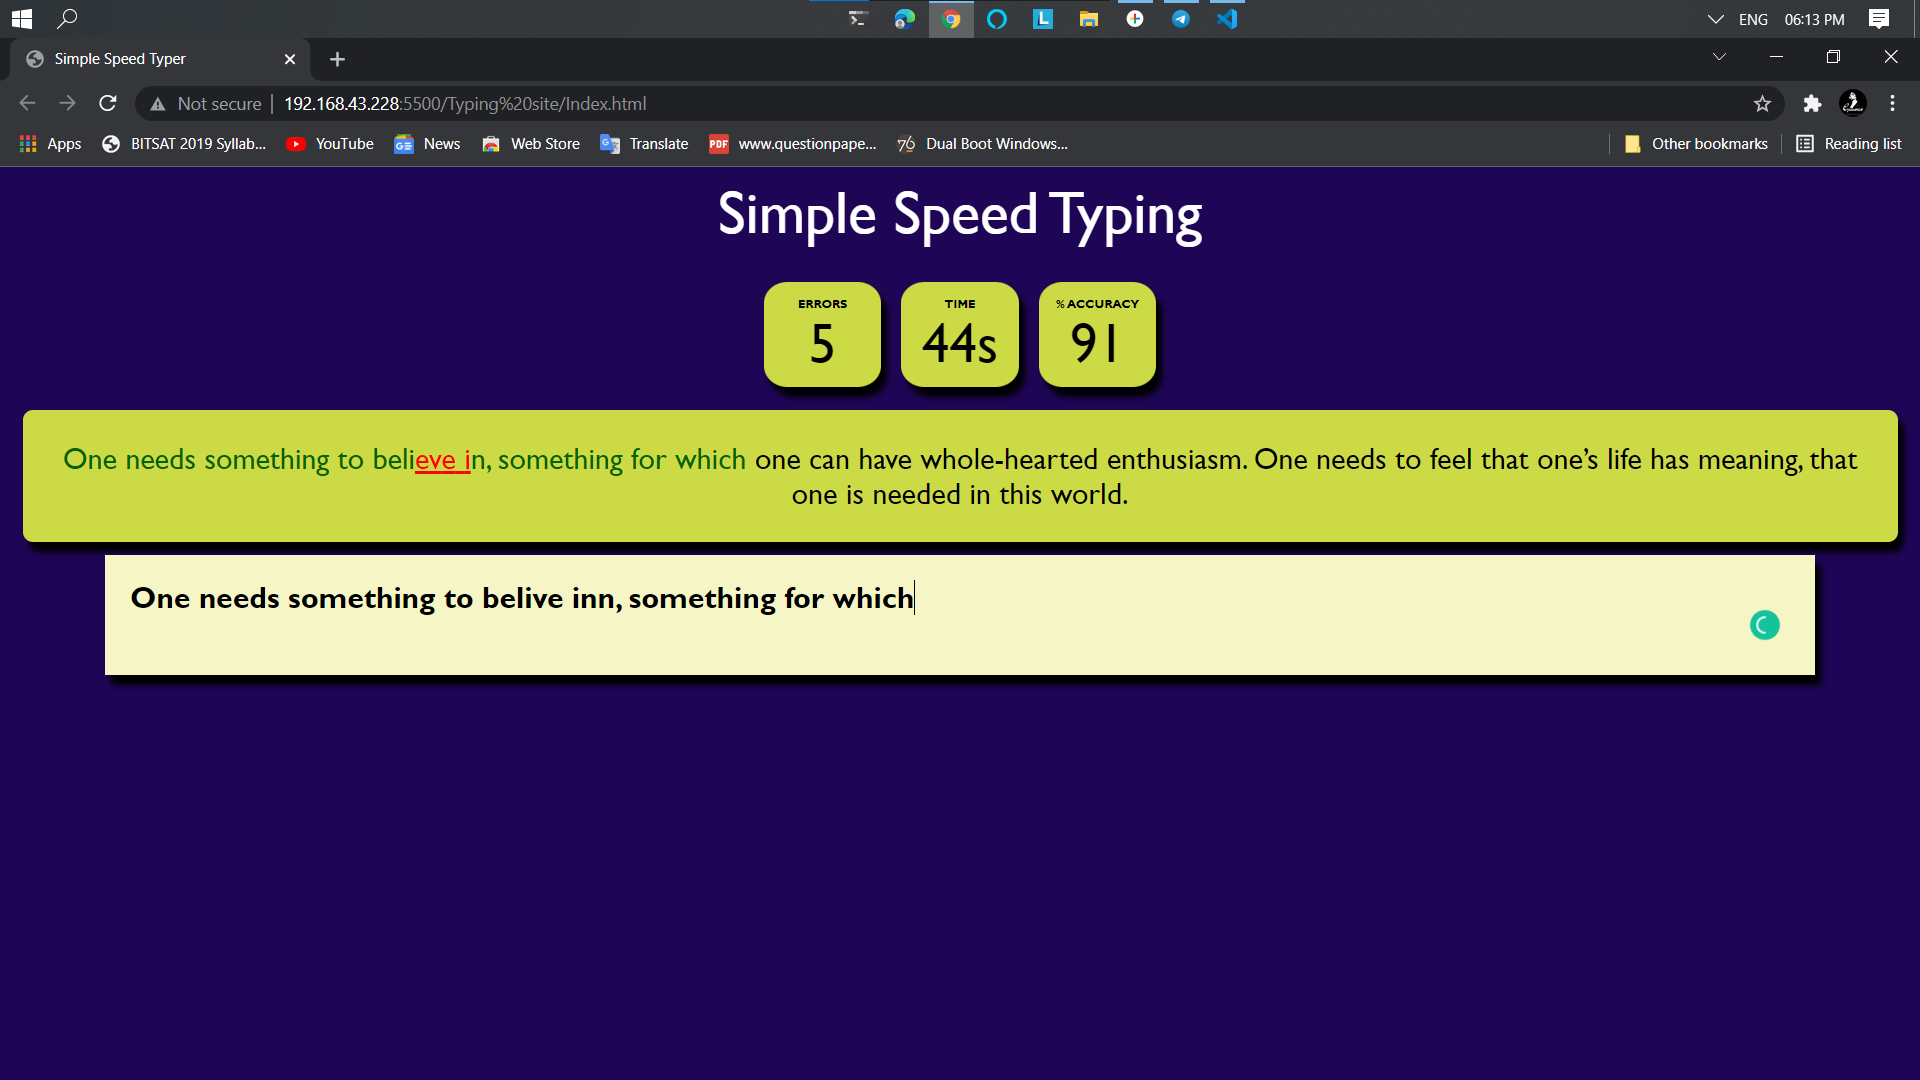 ENG 06:13 PM
Simple Speed Typer
Not secure 192.168.43.228:5500/Typing%20site/Index.html
Apps BITSAT 2019 Syllab... YouTube News Web Store Translate PDF www.questionpape... Dual Boot Windows... Other bookmarks Reading list
Simple Speed Typing
ERRORS TIME % ACCURACY
5 44s 91
One needs something to believe in, something for which one can have whole-hearted enthusiasm. One needs to feel that one’s life has meaning, that
one is needed in this world.
One needs something to belive inn, something for which